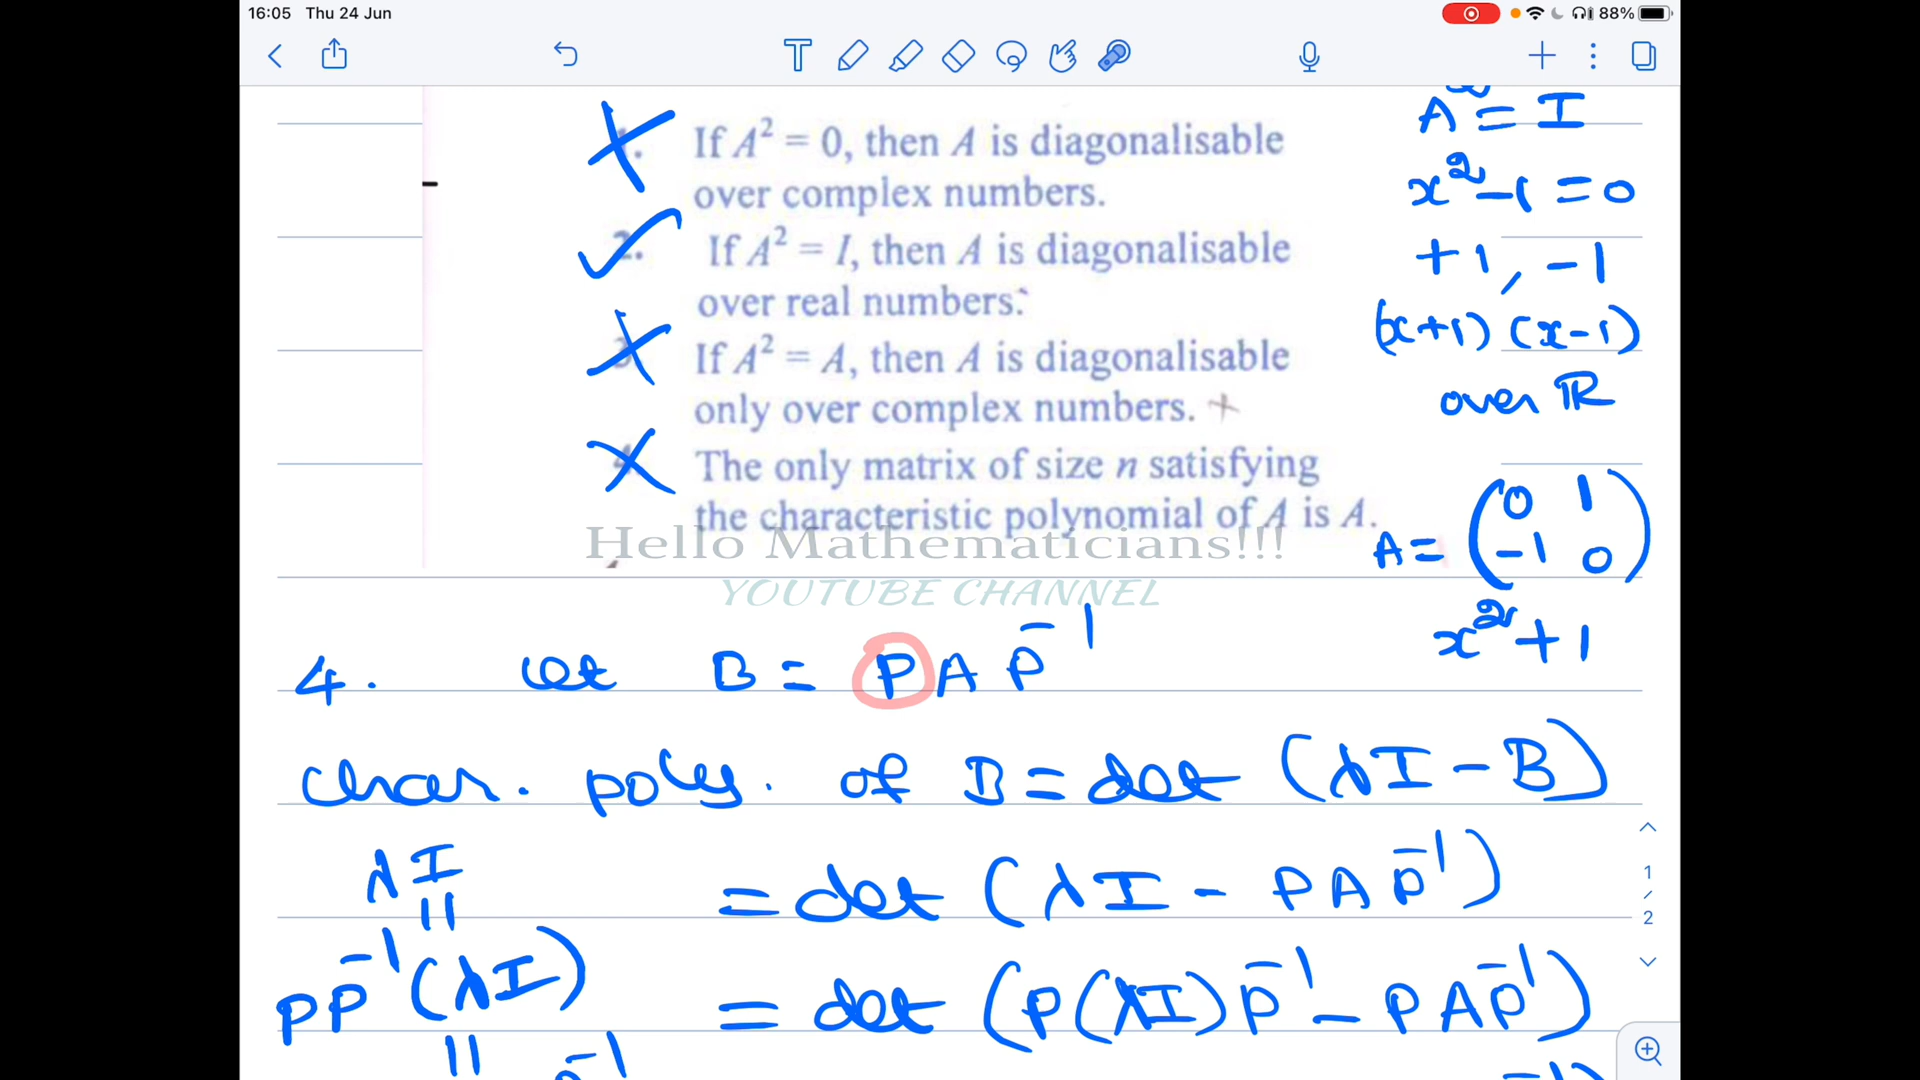 16:05 Thu 24 Jun
88%
1. If A² = 0, then A is diagonalisable
over complex numbers.
2. If A² = I, then A is diagonalisable
over real numbers.
3. If A² = A, then A is diagonalisable
only over complex numbers. +
4. The only matrix of size n satisfying
the characteristic polynomial of A is A.
Hello Mathematicians!!!
YOUTUBE CHANNEL
A² = I
x² - 1 = 0
+1, -1
(x+1) (x-1)
over ℝ
A = (0 1
-1 0)
x² + 1
4. Let B = P A P⁻¹
Char. poly. of B = det (λI - B)
λI = det (λI - PAP⁻¹)
||
PP⁻¹(λI) = det (P(λI)P⁻¹ - PAP⁻¹)
||
1
/
2